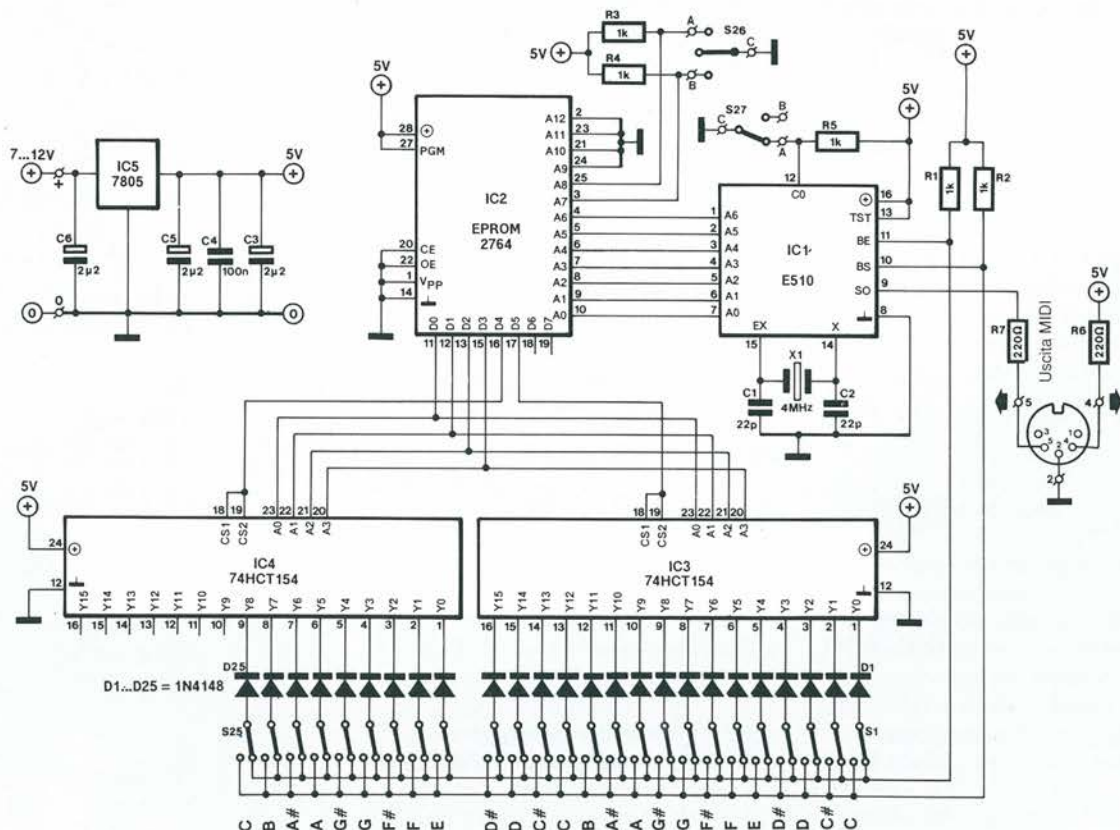 R3
1k
5V
R4
1k
A
S26
C
B
5V
7...12V
+
IC5
7805
5V
C6
2µ2
C5
2µ2
C4
100n
C3
2µ2
0
0
0
5V
28
27 PGM
IC2
EPROM
2764
20 CE
22 OE
1 VPP
14
A12 2
A11 23
A10 21
A9 24
A8 25
A7 3
A6 4
A5 5
A4 6
A3 7
A2 8
A1 9
A0 10
D0 D1 D2 D3 D4 D5 D6 D7
11 12 13 15 16 17 18 19
S27
C
B
A
R5
1k
5V
12
C0
1 A6
2 A5
3 A4
4 A3
5 A2
6 A1
7 A0
IC1
E510
16
TST 13
BE 11
BS 10
SO 9
8
EX
15
X
14
X1
4MHz
C1
22p
C2
22p
5V
R1
1k
R2
1k
5V
R7
220Ω
Uscita MIDI
R6
220Ω
5
4
3
1
5
2
4
2
5V
24
12
18 19 23 22 21 20
CS1 CS2 A0 A1 A2 A3
IC4
74HCT154
Y15 Y14 Y13 Y12 Y11 Y10 Y9 Y8 Y7 Y6 Y5 Y4 Y3 Y2 Y1 Y0
16 15 14 13 12 11 10 9 8 7 6 5 4 3 2 1
18 19 23 22 21 20
CS1 CS2 A0 A1 A2 A3
IC3
74HCT154
5V
24
12
Y15 Y14 Y13 Y12 Y11 Y10 Y9 Y8 Y7 Y6 Y5 Y4 Y3 Y2 Y1 Y0
16 15 14 13 12 11 10 9 8 7 6 5 4 3 2 1
D1...D25 = 1N4148
D25
D1
S25
S1
C B A# A G# G F# F E D# D C# C B A# A G# G F# F E D# D C# C